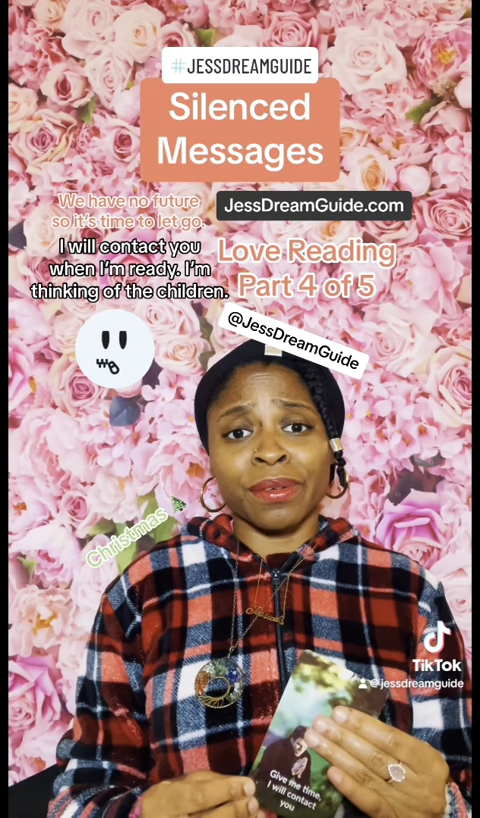 #JESSDREAMGUIDE
Silenced
Messages
We have no future
so it's time to let go.
JessDreamGuide.com
I will contact you
when I'm ready. I'm
thinking of the children.
Love Reading
Part 4 of 5
@JessDreamGuide
Christmas
TikTok
@jessdreamguide
Give me time,
I will contact
you